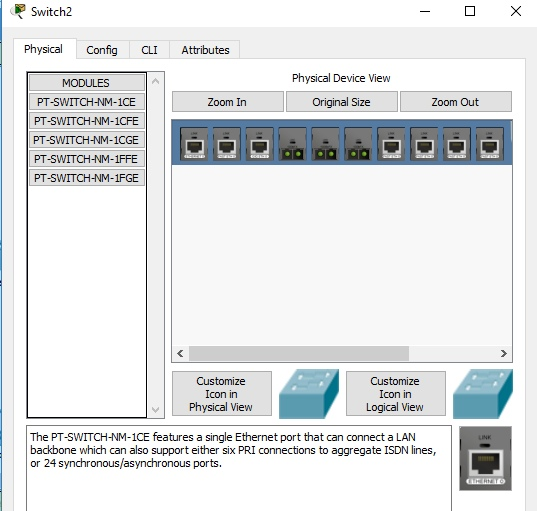 Switch2
Physical
Config
CLI
Attributes
MODULES
PT-SWITCH-NM-1CE
PT-SWITCH-NM-1CFE
PT-SWITCH-NM-1CGE
PT-SWITCH-NM-1FFE
PT-SWITCH-NM-1FGE
Physical Device View
Zoom In
Original Size
Zoom Out
Customize
Icon in
Physical View
Customize
Icon in
Logical View
The PT-SWITCH-NM-1CE features a single Ethernet port that can connect a LAN
backbone which can also support either six PRI connections to aggregate ISDN lines,
or 24 synchronous/asynchronous ports.
LINK
ETHERNET 0